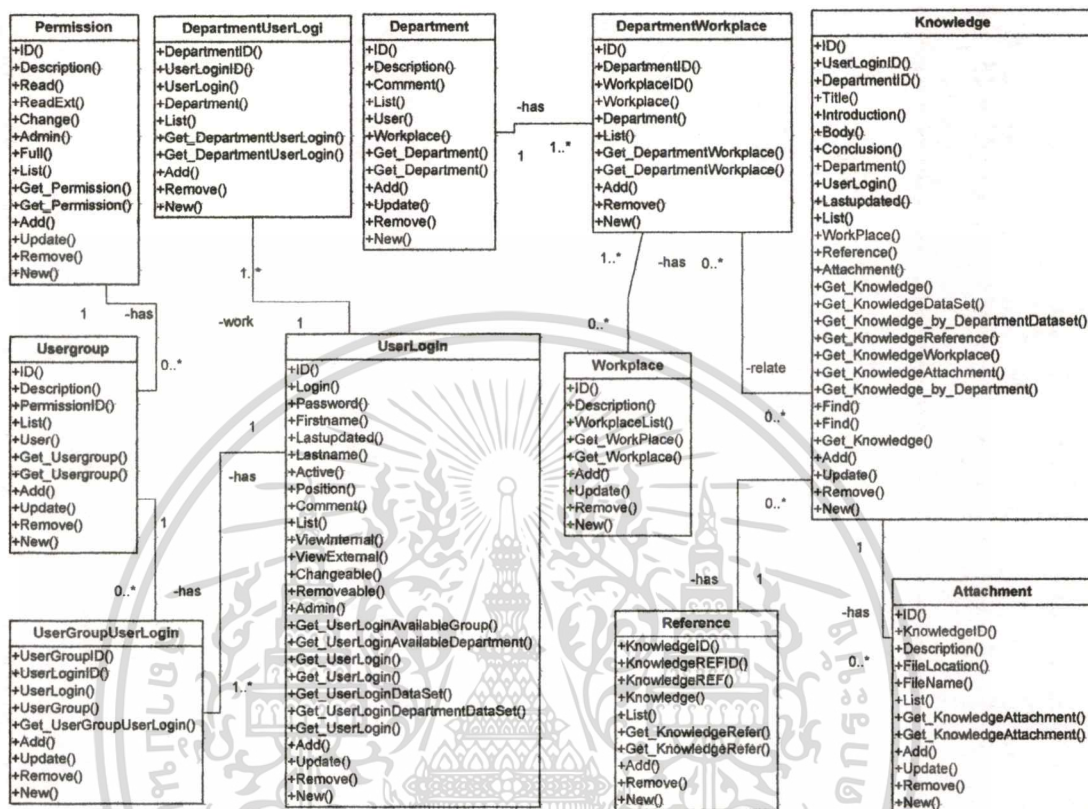 Permission
+ID()
+Description()
+Read()
+ReadExt()
+Change()
+Admin()
+Full()
+List()
+Get_Permission()
+Get_Permission()
+Add()
+Update()
+Remove()
+New()
DepartmentUserLogi
+DepartmentID()
+UserLoginID()
+UserLogin()
+Department()
+List()
+Get_DepartmentUserLogin()
+Get_DepartmentUserLogin()
+Add()
+Remove()
+New()
Department
+ID()
+Description()
+Comment()
+List()
+User()
+Workplace()
+Get_Department()
+Get_Department()
+Add()
+Update()
+Remove()
+New()
-has
1
1..*
DepartmentWorkplace
+ID()
+DepartmentID()
+WorkplaceID()
+Workplace()
+Department()
+List()
+Get_DepartmentWorkplace()
+Get_DepartmentWorkplace()
+Add()
+Remove()
+New()
Knowledge
+ID()
+UserLoginID()
+DepartmentID()
+Title()
+Introduction()
+Body()
+Conclusion()
+Department()
+UserLogin()
+Lastupdated()
+List()
+WorkPlace()
+Reference()
+Attachment()
+Get_Knowledge()
+Get_KnowledgeDataSet()
+Get_Knowledge_by_DepartmentDataset()
+Get_KnowledgeReference()
+Get_KnowledgeWorkplace()
+Get_KnowledgeAttachment()
+Get_Knowledge_by_Department()
+Find()
+Find()
+Get_Knowledge()
+Add()
+Update()
+Remove()
+New()
1
-has
0..*
1..*
-work
1
1..*
-has
0..*
0..*
-relate
0..*
Usergroup
+ID()
+Description()
+PermissionID()
+List()
+User()
+Get_Usergroup()
+Get_Usergroup()
+Add()
+Update()
+Remove()
+New()
UserLogin
+ID()
+Login()
+Password()
+Firstname()
+Lastupdated()
+Lastname()
+Active()
+Position()
+Comment()
+List()
+ViewInternal()
+ViewExternal()
+Changeable()
+Removeable()
+Admin()
+Get_UserLoginAvailableGroup()
+Get_UserLoginAvailableDepartment()
+Get_UserLogin()
+Get_UserLogin()
+Get_UserLoginDataSet()
+Get_UserLoginDepartmentDataSet()
+Get_UserLogin()
+Add()
+Update()
+Remove()
+New()
Workplace
+ID()
+Description()
+WorkplaceList()
+Get_WorkPlace()
+Get_Workplace()
+Add()
+Update()
+Remove()
+New()
1
-has
1..*
1
0..*
-has
0..*
-has
1
1
-has
0..*
UserGroupUserLogin
+UserGroupID()
+UserLoginID()
+UserLogin()
+UserGroup()
+Get_UserGroupUserLogin()
+Add()
+Update()
+Remove()
+New()
Reference
+KnowledgeID()
+KnowledgeREFID()
+KnowledgeREF()
+Knowledge()
+List()
+Get_KnowledgeRefer()
+Get_KnowledgeRefer()
+Add()
+Remove()
+New()
Attachment
+ID()
+KnowledgeID()
+Description()
+FileLocation()
+FileName()
+List()
+Get_KnowledgeAttachment()
+Get_KnowledgeAttachment()
+Add()
+Update()
+Remove()
+New()